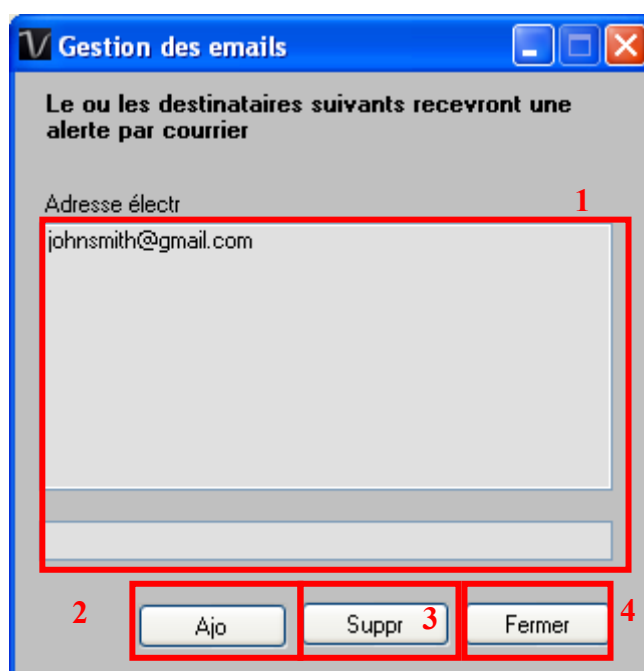 Gestion des emails
Le ou les destinataires suivants recevront une
alerte par courrier
1
Adresse électr
johnsmith@gmail.com
2
Ajo
Suppr
3
Fermer
4